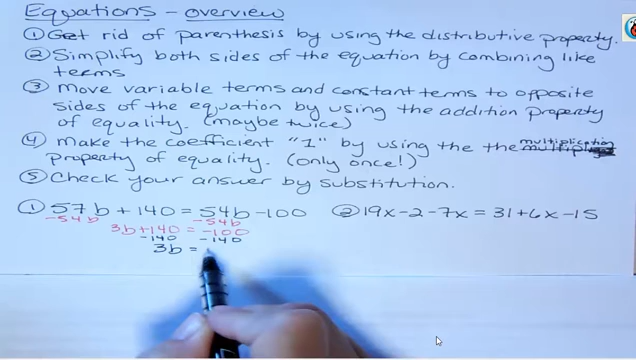 Equations - overview
① Get rid of parenthesis by using the distributive property.
② Simplify both sides of the equation by combining like
terms
③ Move variable terms and constant terms to opposite
sides of the equation by using the addition property
of equality. (maybe twice)
④ Make the coefficient "1" by using the the multiplication
property of equality. (only once!)
⑤ Check your answer by substitution.
① 57b + 140 = 54b - 100
-54b -54b
3b + 140 = -100
-140 -140
3b =
② 19x - 2 - 7x = 31 + 6x - 15